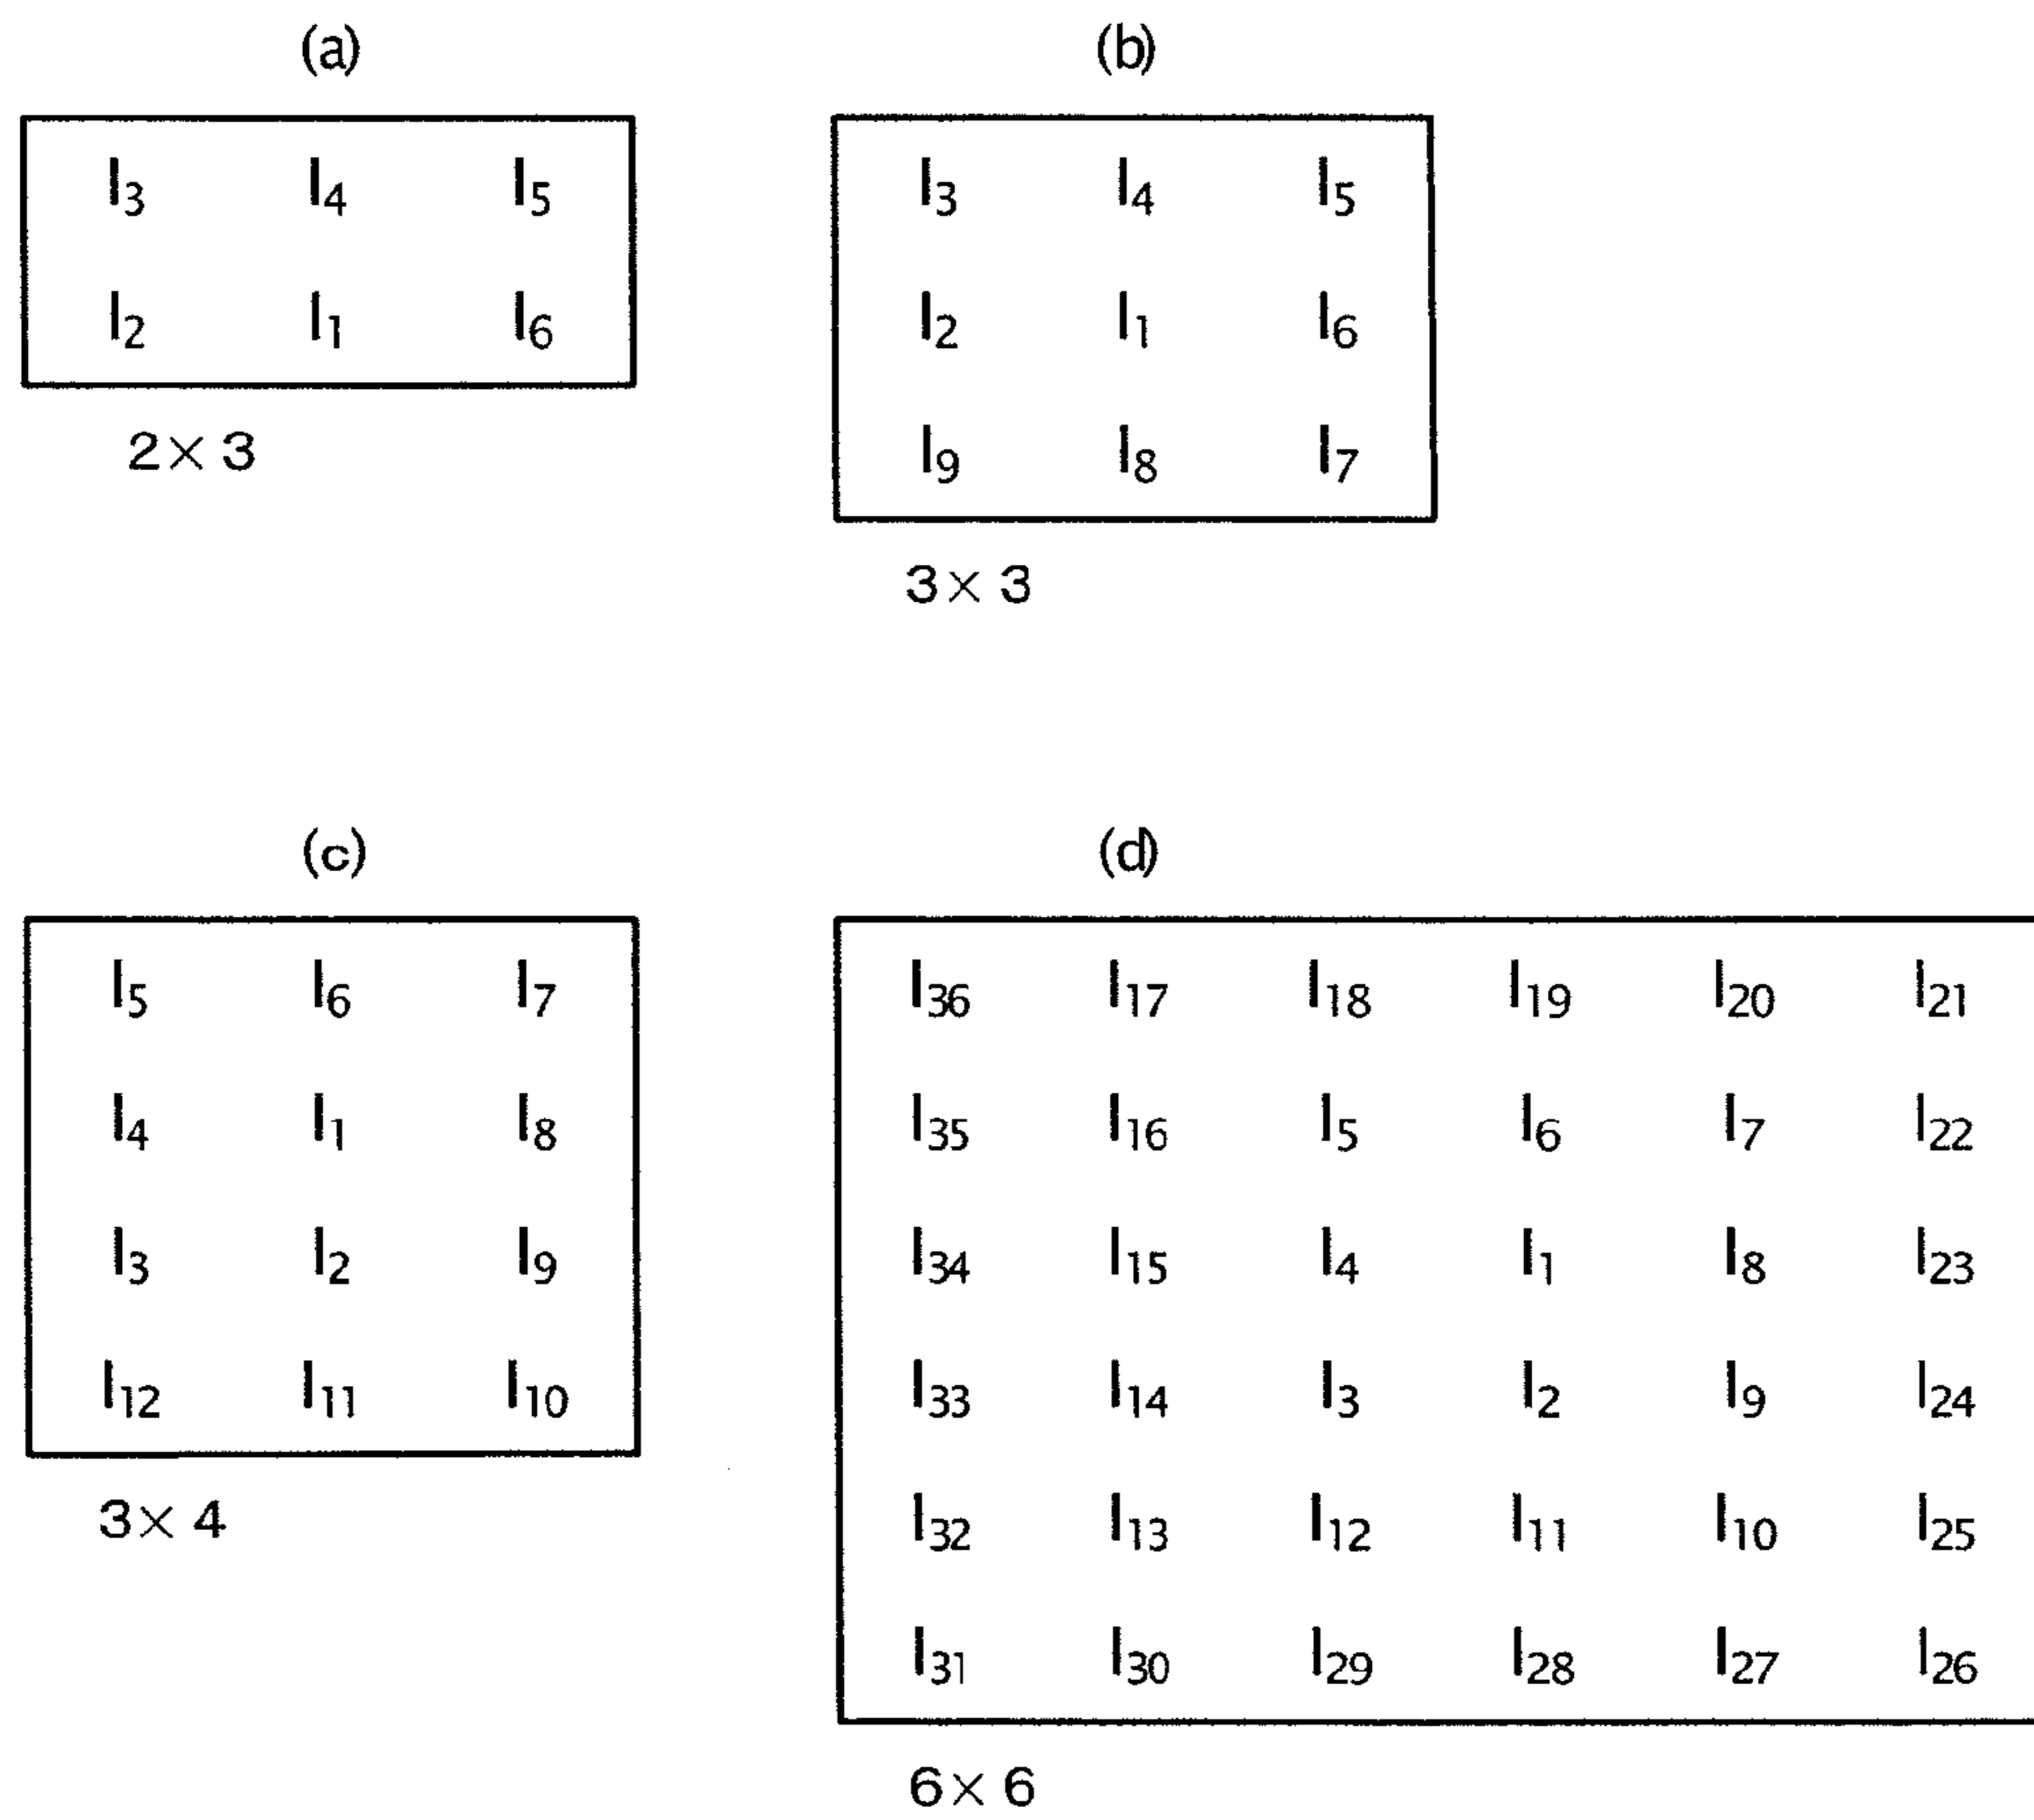 (a)
I₃ I₄ I₅
I₂ I₁ I₆
2×3
(b)
I₃ I₄ I₅
I₂ I₁ I₆
I₉ I₈ I₇
3×3
(c)
I₅ I₆ I₇
I₄ I₁ I₈
I₃ I₂ I₉
I₁₂ I₁₁ I₁₀
3×4
(d)
I₃₆ I₁₇ I₁₈ I₁₉ I₂₀ I₂₁
I₃₅ I₁₆ I₅ I₆ I₇ I₂₂
I₃₄ I₁₅ I₄ I₁ I₈ I₂₃
I₃₃ I₁₄ I₃ I₂ I₉ I₂₄
I₃₂ I₁₃ I₁₂ I₁₁ I₁₀ I₂₅
I₃₁ I₃₀ I₂₉ I₂₈ I₂₇ I₂₆
6×6